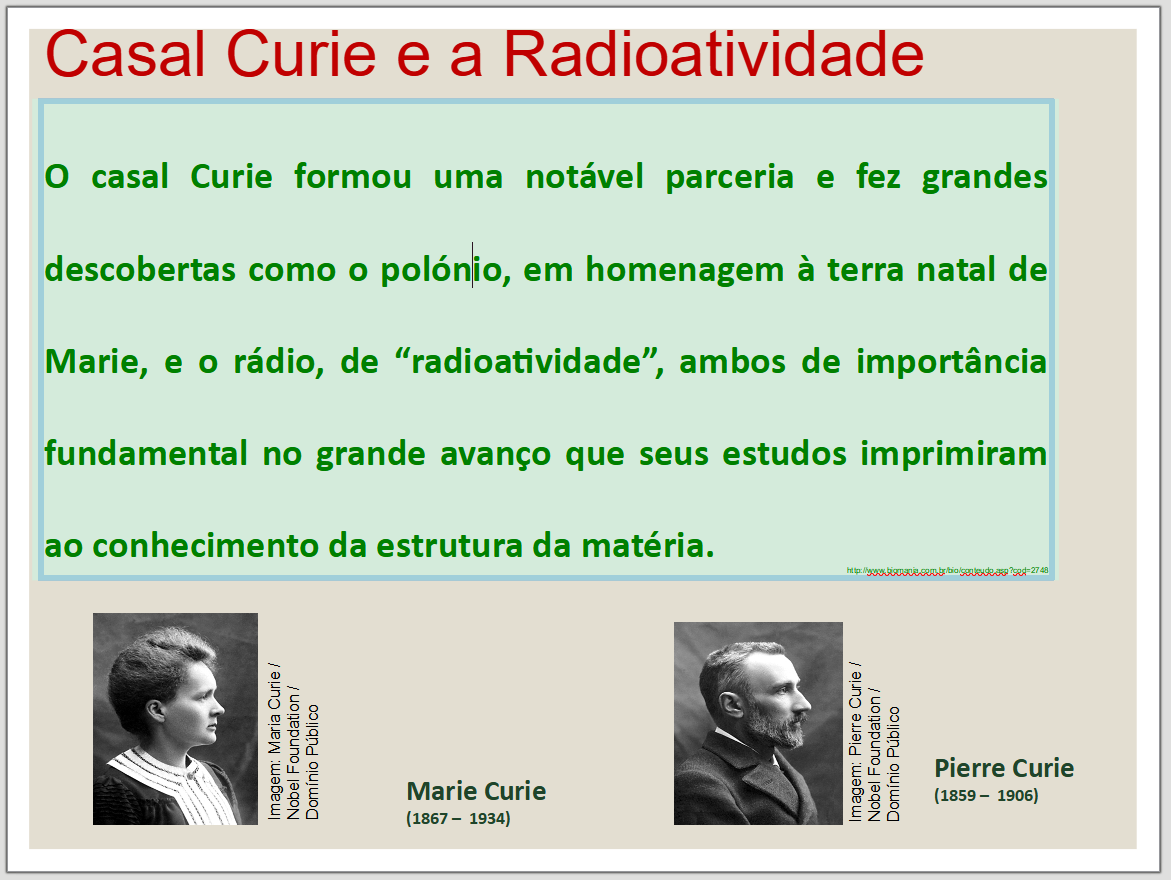 Casal Curie e a Radioatividade
O casal Curie formou uma notável parceria e fez grandes
descobertas como o polónio, em homenagem à terra natal de
Marie, e o rádio, de “radioatividade”, ambos de importância
fundamental no grande avanço que seus estudos imprimiram
ao conhecimento da estrutura da matéria.
http://www.biomania.com.br/bio/conteudo.asp?cod=2748
Imagem: Maria Curie /
Nobel Foundation /
Domínio Público
Marie Curie
(1867 – 1934)
Imagem: Pierre Curie /
Nobel Foundation /
Domínio Público
Pierre Curie
(1859 – 1906)